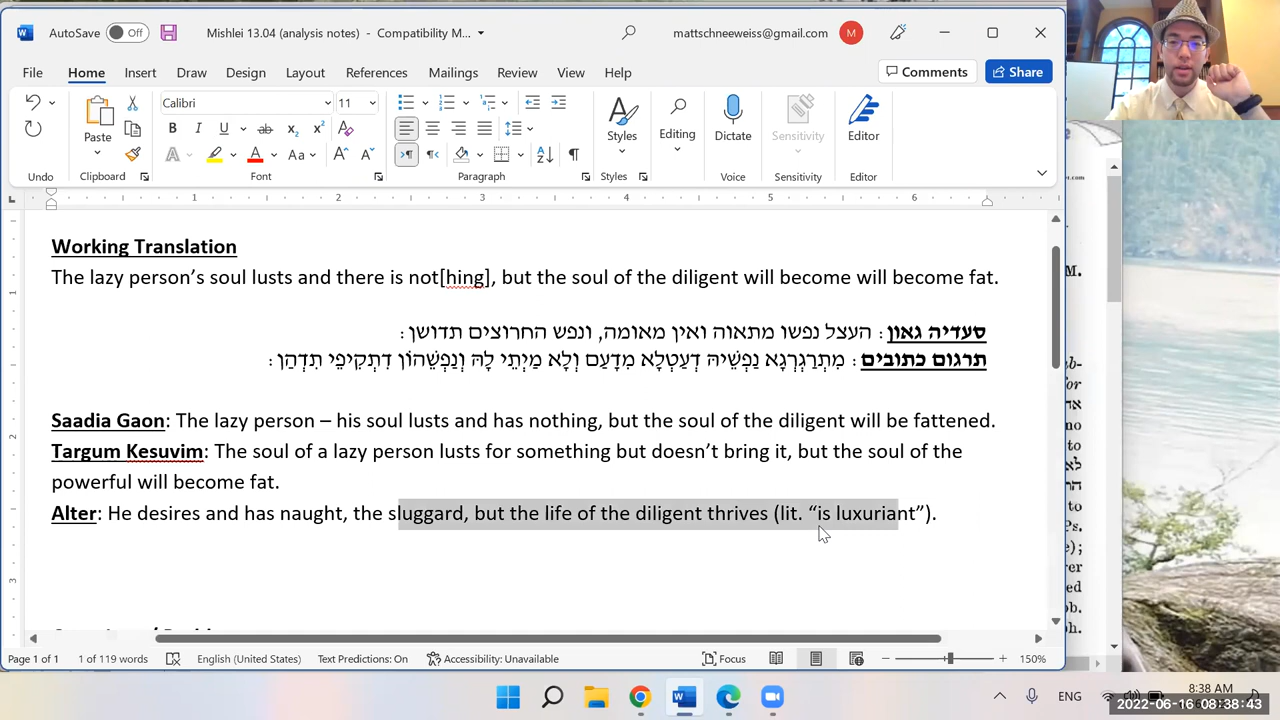 AutoSave
Off
Mishlei 13.04 (analysis notes) - Compatibility M...
mattschneeweiss@gmail.com
M
File Home Insert Draw Design Layout References Mailings Review View Help
Comments
Share
Calibri
11
Paste
Styles
Editing
Dictate
Sensitivity
Editor
Undo
Clipboard
Font
Paragraph
Styles
Voice
Sensitivity
Editor
1 2 3 4 5 6
Working Translation
The lazy person’s soul lusts and there is not[hing], but the soul of the diligent will become will become fat.
סעדיה גאון: העצל נפשו מתאוה ואין מאומה, ונפש החרוצים תדושן:
תרגום כתובים: מִתְרַגְרְגָא נַפְשֵׁיהּ דְעַטְלָא מִדָעַם וְלָא מַיְתֵי לָהּ וְנַפְשְׁהוֹן דִתְקִיפֵי תִּדְהַן:
Saadia Gaon: The lazy person – his soul lusts and has nothing, but the soul of the diligent will be fattened.
Targum Kesuvim: The soul of a lazy person lusts for something but doesn’t bring it, but the soul of the
powerful will become fat.
Alter: He desires and has naught, the sluggard, but the life of the diligent thrives (lit. “is luxuriant”).
Page 1 of 1
1 of 119 words
English (United States)
Text Predictions: On
Accessibility: Unavailable
Focus
150%
ENG
8:38 AM
2022-06-16 08:38:43